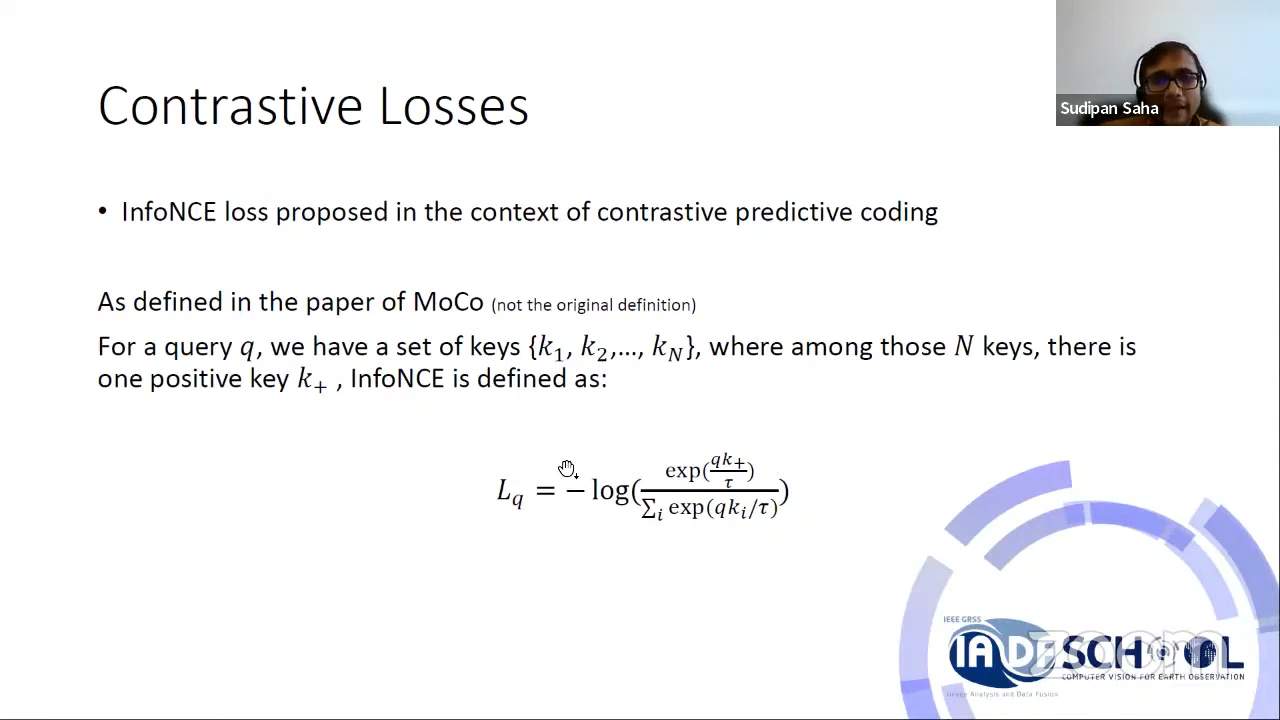 Sudipan Saha
Contrastive Losses
• InfoNCE loss proposed in the context of contrastive predictive coding
As defined in the paper of MoCo (not the original definition)
For a query q, we have a set of keys {k₁, k₂,..., k_N}, where among those N keys, there is
one positive key k₊ , InfoNCE is defined as:
L_q = − log(exp(qk₊/τ) / ∑ᵢ exp(qkᵢ/τ))
IEEE GRSS
IADF SCHOOL
zoom
COMPUTER VISION FOR EARTH OBSERVATION
Image Analysis and Data Fusion